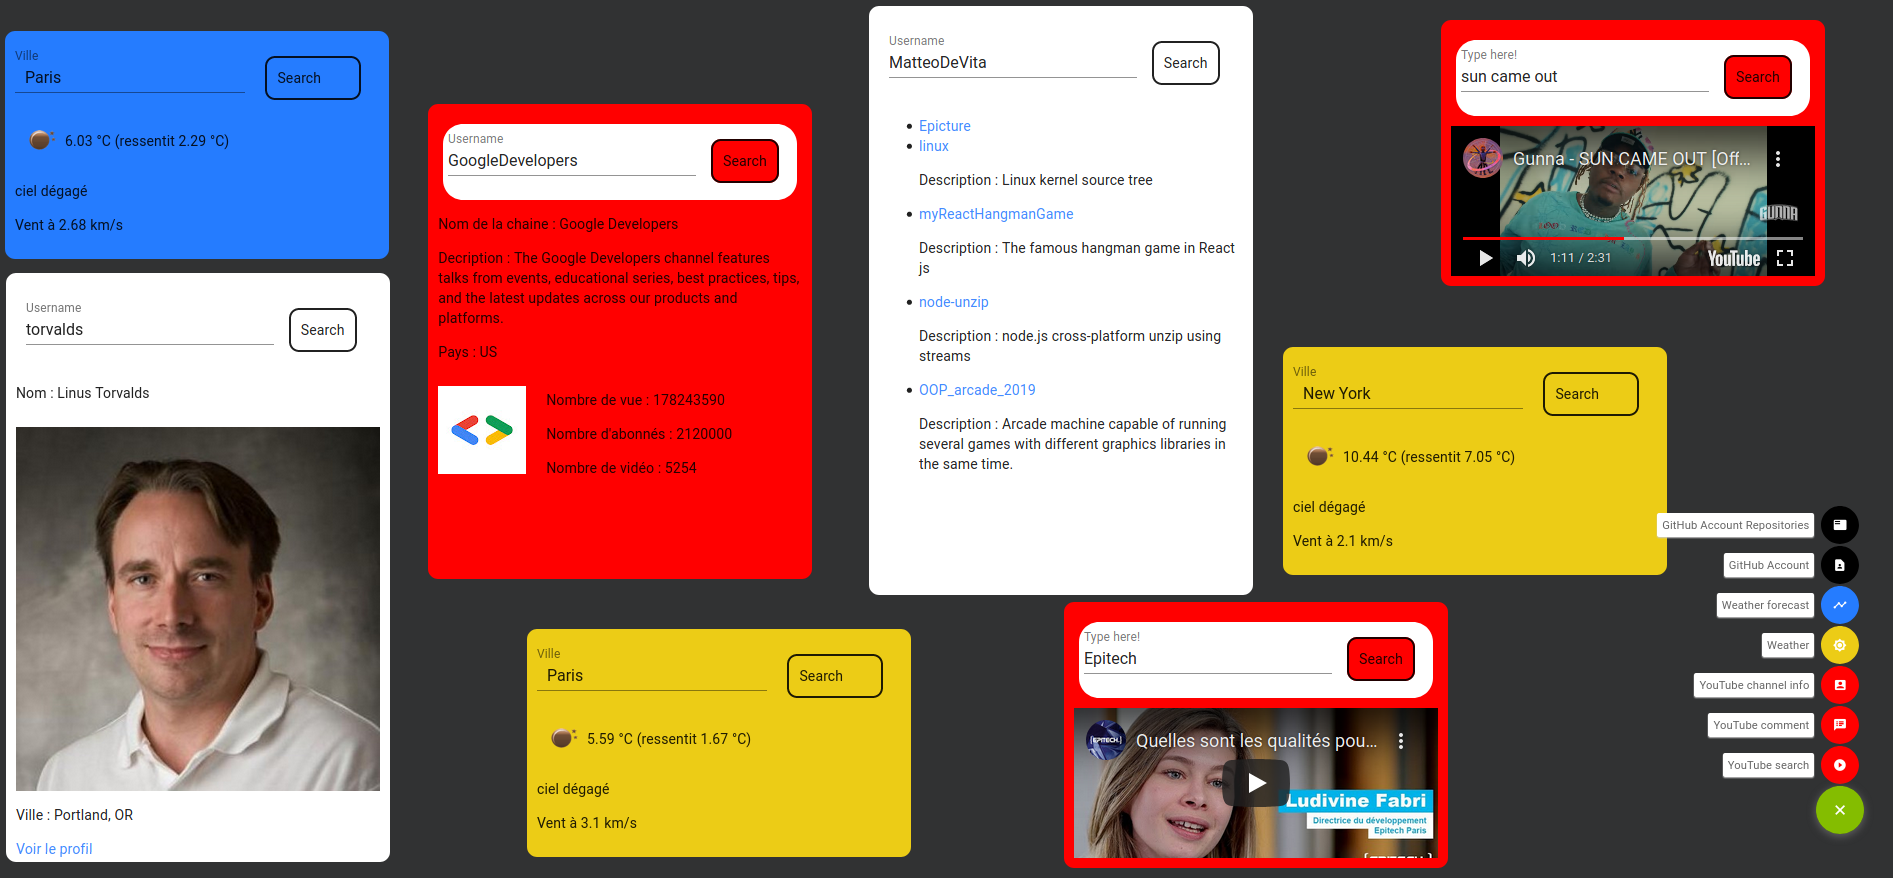 Ville
Paris
Search
6.03 °C (ressentit 2.29 °C)
ciel dégagé
Vent à 2.68 km/s
Username
torvalds
Search
Nom : Linus Torvalds
Ville : Portland, OR
Voir le profil
Username
GoogleDevelopers
Search
Nom de la chaine : Google Developers
Decription : The Google Developers channel features
talks from events, educational series, best practices, tips,
and the latest updates across our products and
platforms.
Pays : US
Nombre de vue : 178243590
Nombre d'abonnés : 2120000
Nombre de vidéo : 5254
Ville
Paris
Search
5.59 °C (ressentit 1.67 °C)
ciel dégagé
Vent à 3.1 km/s
Username
MatteoDeVita
Search
Epicture
linux
Description : Linux kernel source tree
myReactHangmanGame
Description : The famous hangman game in React
js
node-unzip
Description : node.js cross-platform unzip using
streams
OOP_arcade_2019
Description : Arcade machine capable of running
several games with different graphics libraries in
the same time.
Type here!
Epitech
Search
{EPITECH.}
Quelles sont les qualités pou...
Ludivine Fabri
Directrice du développement
Epitech Paris
Type here!
sun came out
Search
Gunna - SUN CAME OUT [Off...
GUNNA
1:11 / 2:31
YouTube
Ville
New York
Search
10.44 °C (ressentit 7.05 °C)
ciel dégagé
Vent à 2.1 km/s
GitHub Account Repositories
GitHub Account
Weather forecast
Weather
YouTube channel info
YouTube comment
YouTube search